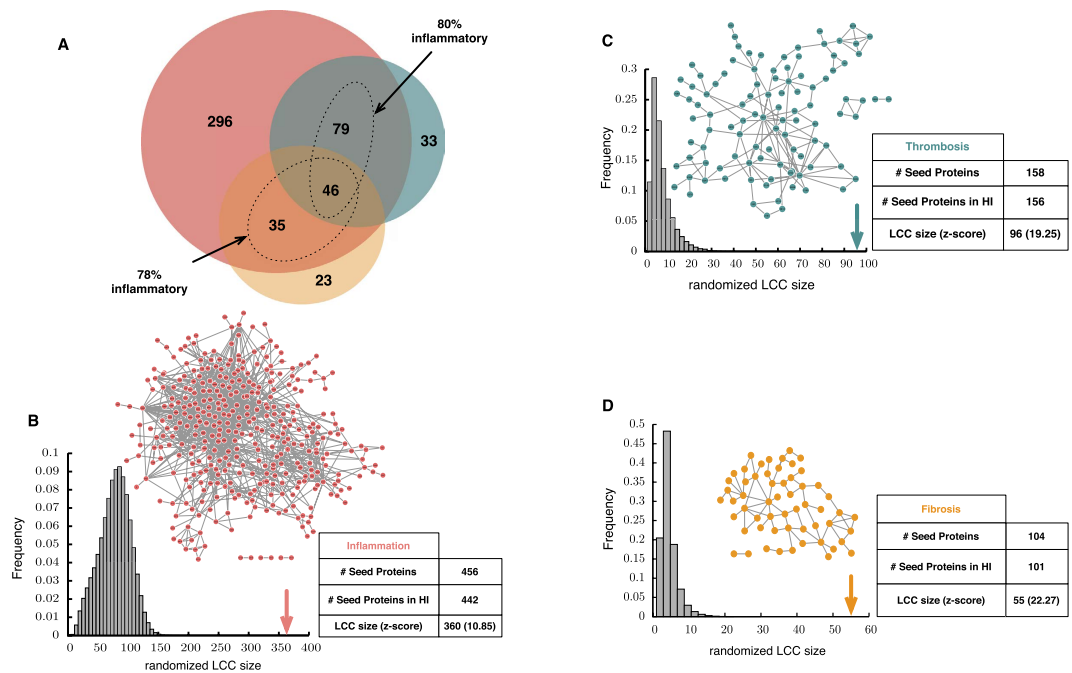 A
80%
inflammatory
296
79
33
46
35
23
78%
inflammatory
B
Frequency
0.1
0.09
0.08
0.07
0.06
0.05
0.04
0.03
0.02
0.01
0
0 50 100 150 200 250 300 350 400
randomized LCC size
Inflammation
# Seed Proteins 456
# Seed Proteins in HI 442
LCC size (z-score) 360 (10.85)
C
Frequency
0.3
0.25
0.2
0.15
0.1
0.05
0
0 10 20 30 40 50 60 70 80 90 100
randomized LCC size
Thrombosis
# Seed Proteins 158
# Seed Proteins in HI 156
LCC size (z-score) 96 (19.25)
D
Frequency
0.5
0.45
0.4
0.35
0.3
0.25
0.2
0.15
0.1
0.05
0
0 10 20 30 40 50 60
randomized LCC size
Fibrosis
# Seed Proteins 104
# Seed Proteins in HI 101
LCC size (z-score) 55 (22.27)